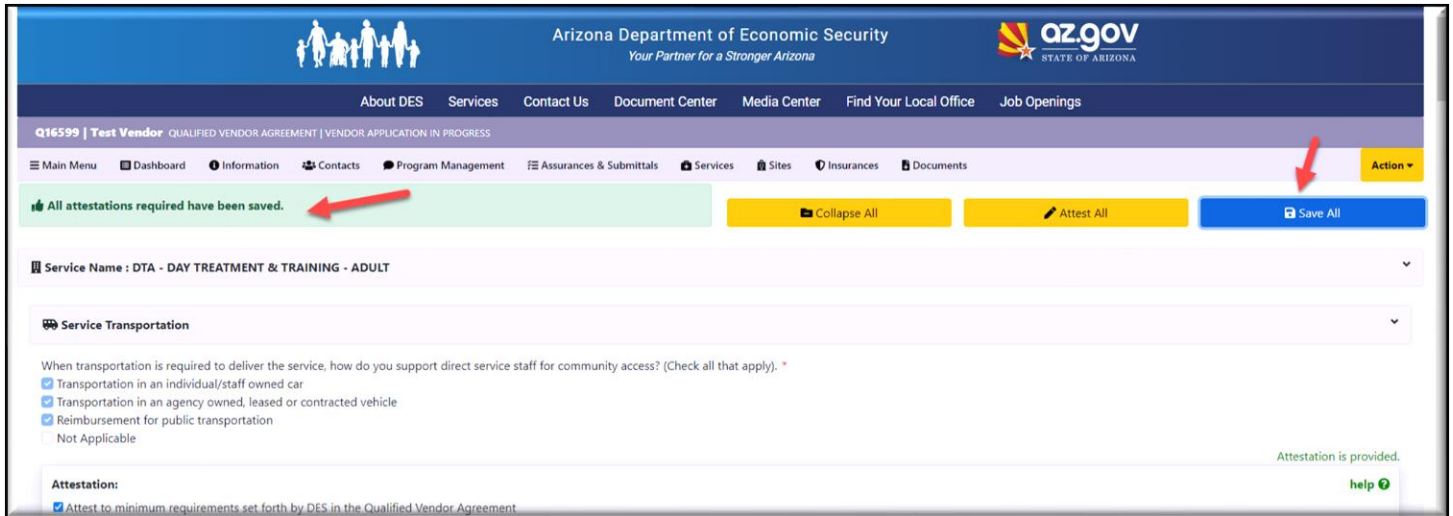 Arizona Department of Economic Security
Your Partner for a Stronger Arizona
az.gov
STATE OF ARIZONA
About DES Services Contact Us Document Center Media Center Find Your Local Office Job Openings
Q16599 | Test Vendor QUALIFIED VENDOR AGREEMENT | VENDOR APPLICATION IN PROGRESS
Main Menu Dashboard Information Contacts Program Management Assurances & Submittals Services Sites Insurances Documents Action
All attestations required have been saved. Collapse All Attest All Save All
Service Name : DTA - DAY TREATMENT & TRAINING - ADULT
Service Transportation
When transportation is required to deliver the service, how do you support direct service staff for community access? (Check all that apply). *
Transportation in an individual/staff owned car
Transportation in an agency owned, leased or contracted vehicle
Reimbursement for public transportation
Not Applicable
Attestation is provided.
Attestation: help
Attest to minimum requirements set forth by DES in the Qualified Vendor Agreement